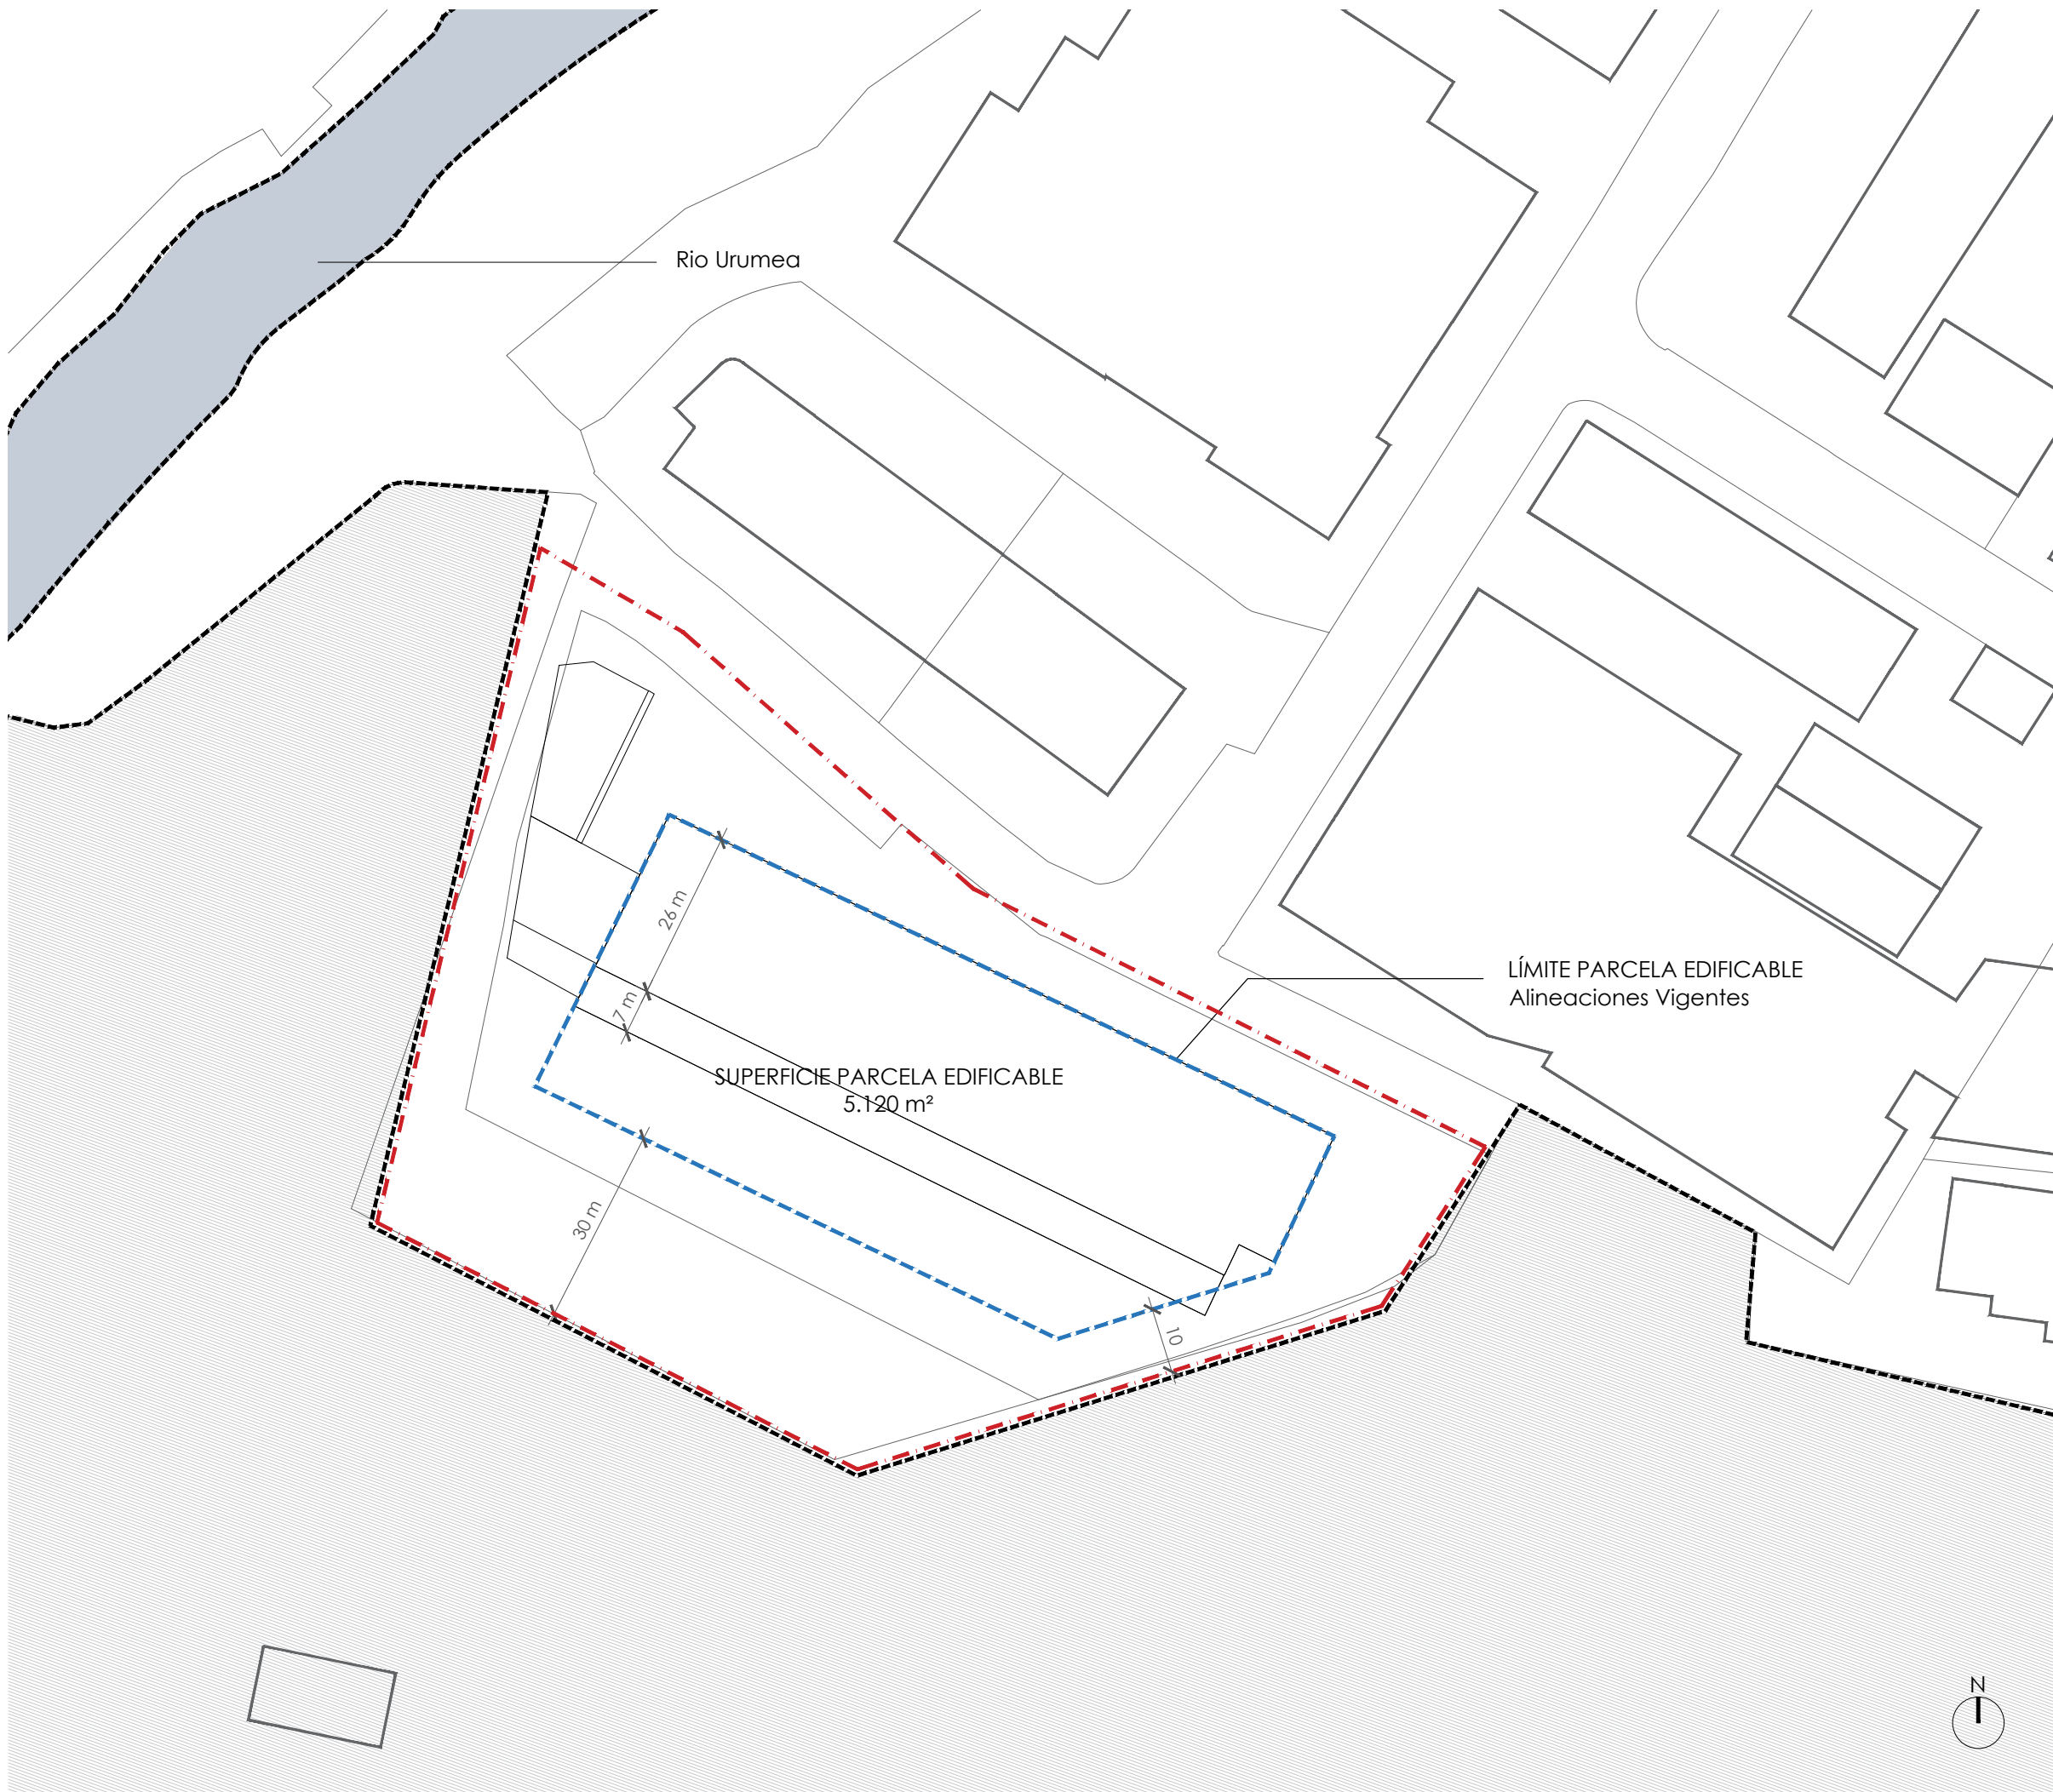 Rio Urumea
26 m
7 m
LÍMITE PARCELA EDIFICABLE
Alineaciones Vigentes
SUPERFICIE PARCELA EDIFICABLE
5.120 m²
30 m
10
N